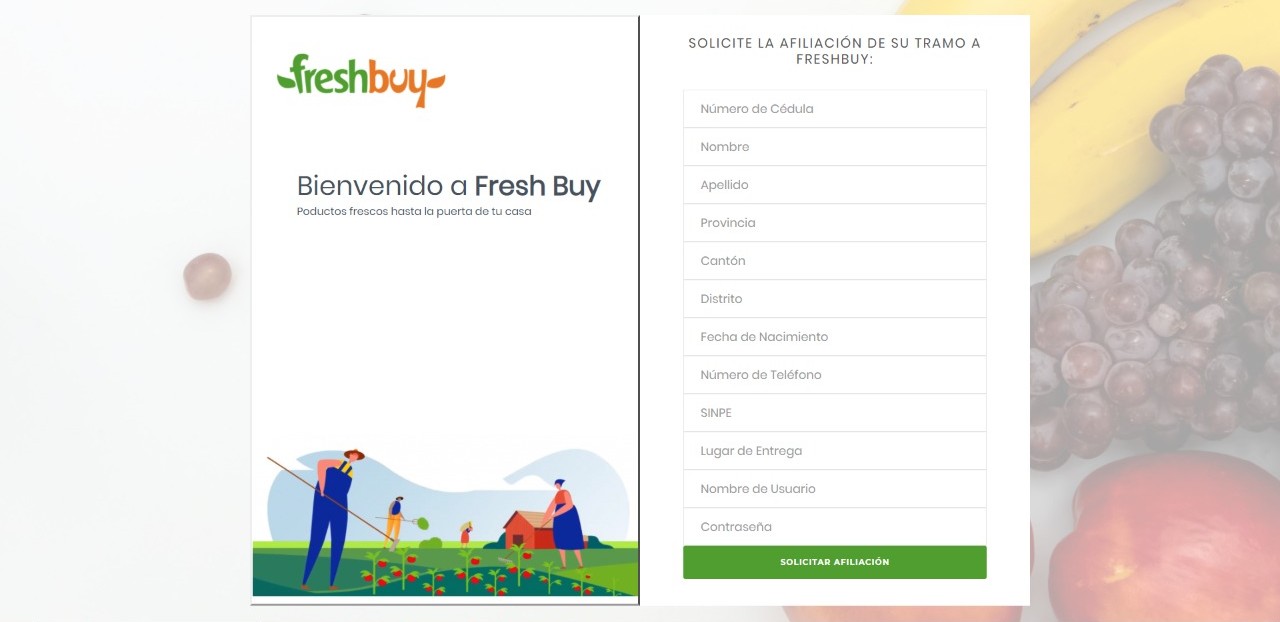 freshbuy
Bienvenido a Fresh Buy
Poductos frescos hasta la puerta de tu casa
SOLICITE LA AFILIACIÓN DE SU TRAMO A
FRESHBUY:
Número de Cédula
Nombre
Apellido
Provincia
Cantón
Distrito
Fecha de Nacimiento
Número de Teléfono
SINPE
Lugar de Entrega
Nombre de Usuario
Contraseña
SOLICITAR AFILIACIÓN